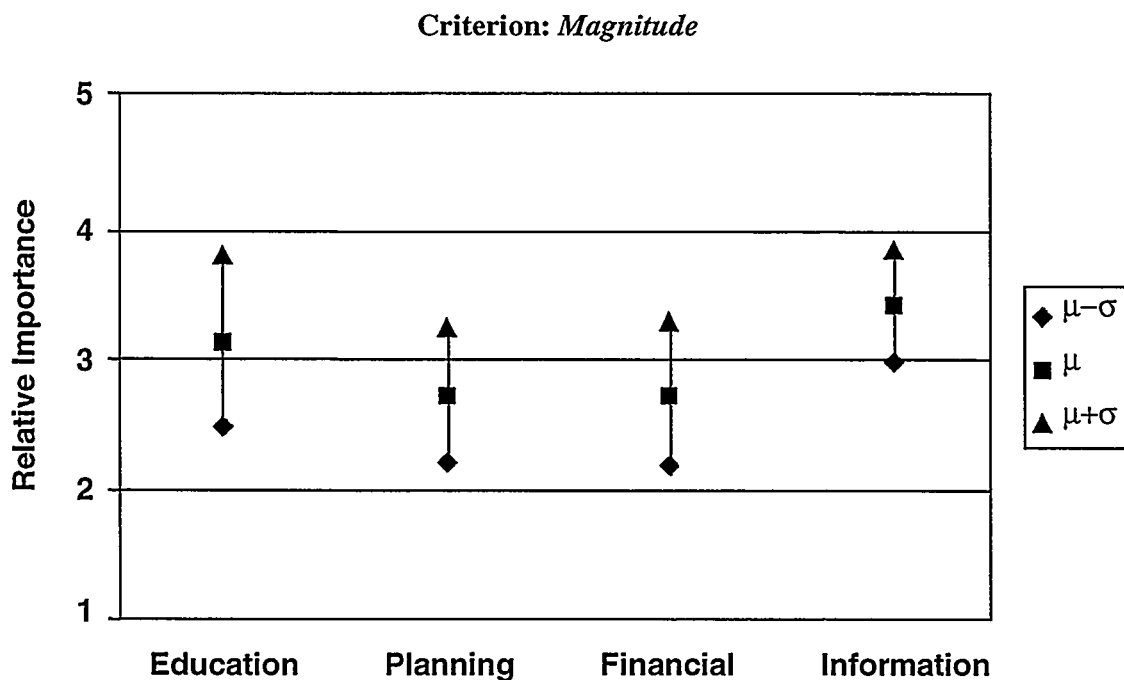 Criterion: Magnitude
Relative Importance
5
4
3
2
1
Education Planning Financial Information
μ−σ
μ
μ+σ